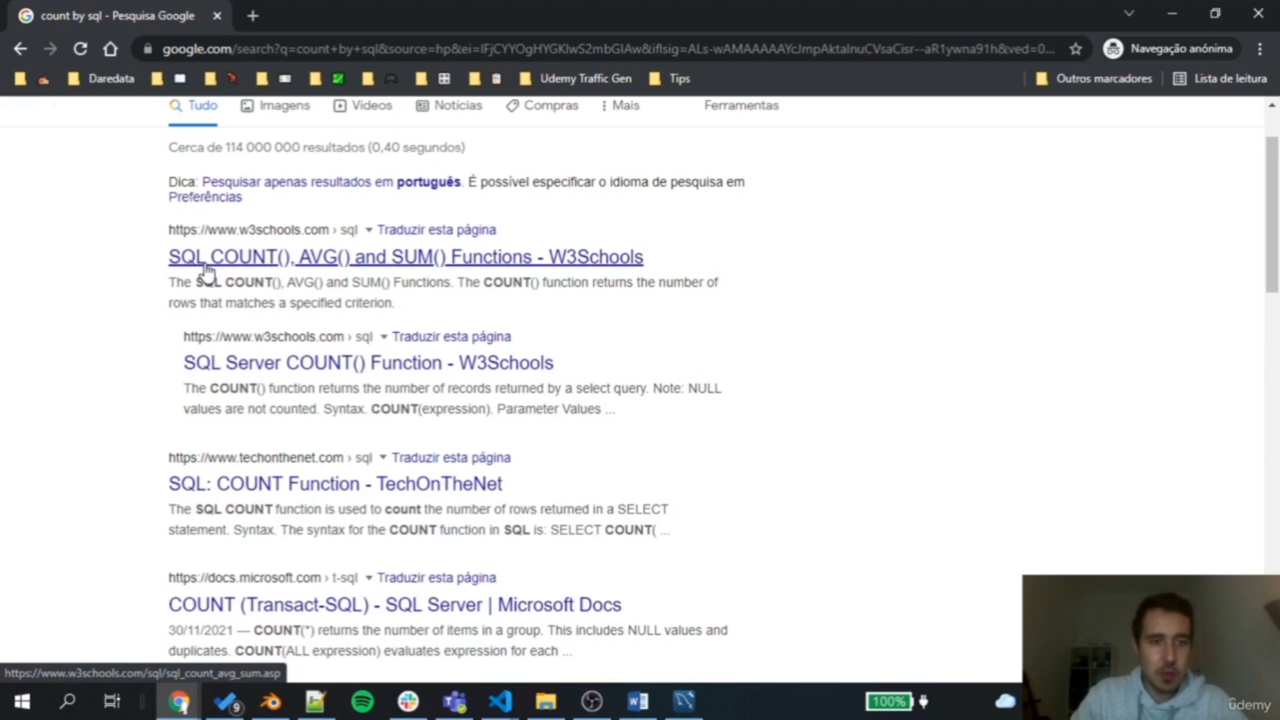 count by sql - Pesquisa Google
google.com/search?q=count+by+sql&source=hp&ei=IFjCYYOgHYGKlwS2mbGIAw&iflsig=ALs-wAMAAAAAYcJmpAktaInuCVsaCisr--aR1ywna91h&ved=0...
Navegação anónima
Daredata
Udemy Traffic Gen
Tips
Outros marcadores
Lista de leitura
Tudo
Imagens
Vídeos
Notícias
Compras
Mais
Ferramentas
Cerca de 114 000 000 resultados (0,40 segundos)
Dica: Pesquisar apenas resultados em português. É possível especificar o idioma de pesquisa em
Preferências
https://www.w3schools.com › sql Traduzir esta página
SQL COUNT(), AVG() and SUM() Functions - W3Schools
The SQL COUNT(), AVG() and SUM() Functions. The COUNT() function returns the number of
rows that matches a specified criterion.
https://www.w3schools.com › sql Traduzir esta página
SQL Server COUNT() Function - W3Schools
The COUNT() function returns the number of records returned by a select query. Note: NULL
values are not counted. Syntax. COUNT(expression). Parameter Values ...
https://www.techonthenet.com › sql Traduzir esta página
SQL: COUNT Function - TechOnTheNet
The SQL COUNT function is used to count the number of rows returned in a SELECT
statement. Syntax. The syntax for the COUNT function in SQL is: SELECT COUNT( ...
https://docs.microsoft.com › t-sql Traduzir esta página
COUNT (Transact-SQL) - SQL Server | Microsoft Docs
30/11/2021 — COUNT(*) returns the number of items in a group. This includes NULL values and
duplicates. COUNT(ALL expression) evaluates expression for each ...
https://www.w3schools.com/sql/sql_count_avg_sum.asp
9
100%
ûdemy